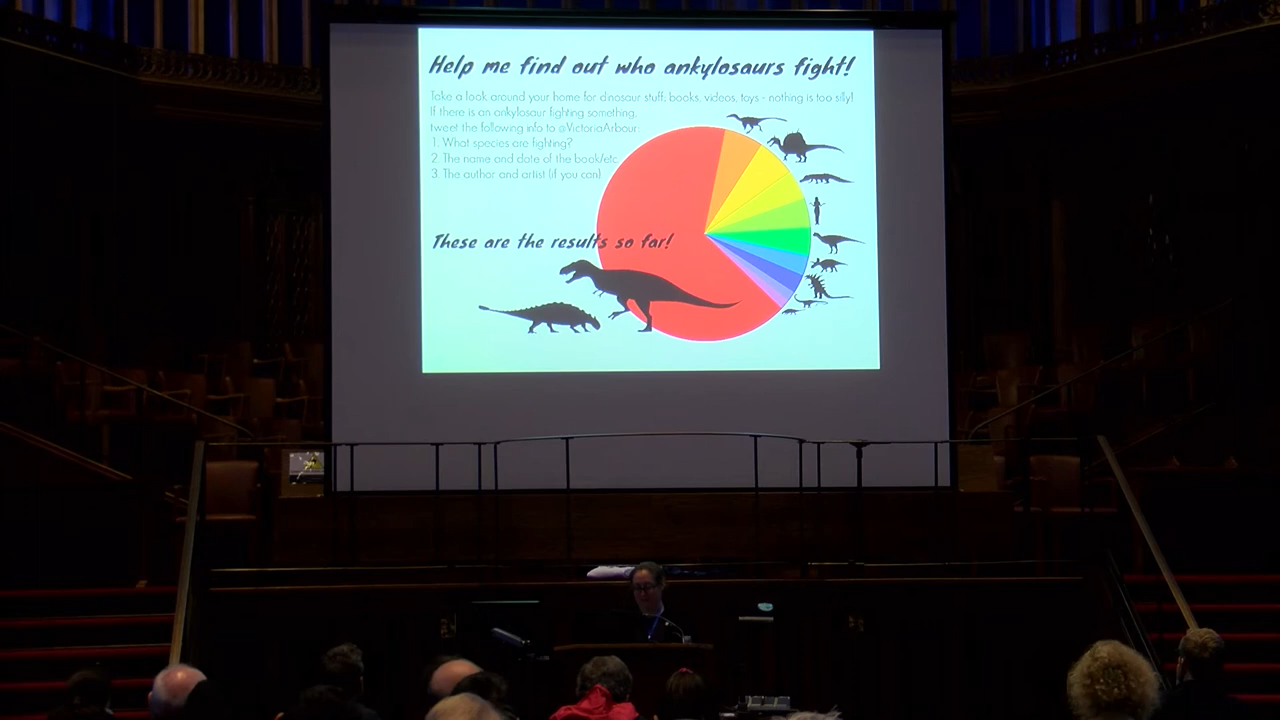 Help me find out who ankylosaurs fight!
Take a look around your home for dinosaur stuff: books, videos, toys - nothing is too silly!
If there is an ankylosaur fighting something,
tweet the following info to @VictoriaArbour:
1. What species are fighting?
2. The name and date of the book/etc.
3. The author and artist (if you can)
These are the results so far!